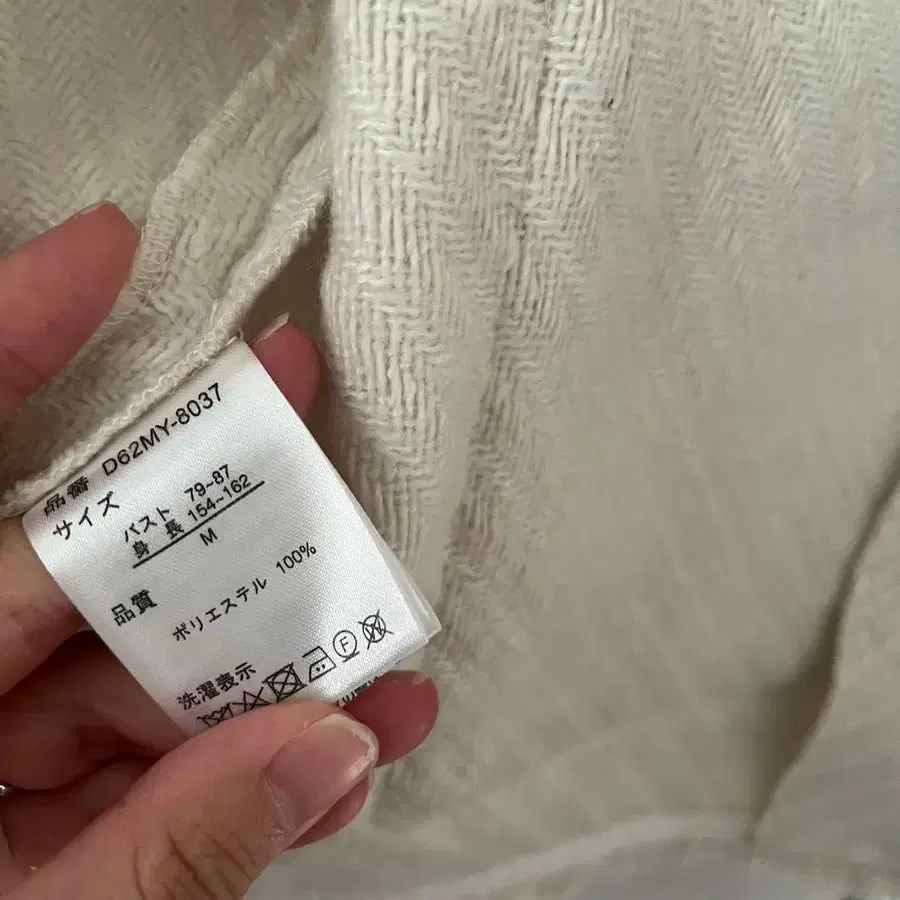 品番 D62MY-8037
サイズ
バスト 79~87
身長 154~162
M
品質
ポリエステル 100%
洗濯表示
F W